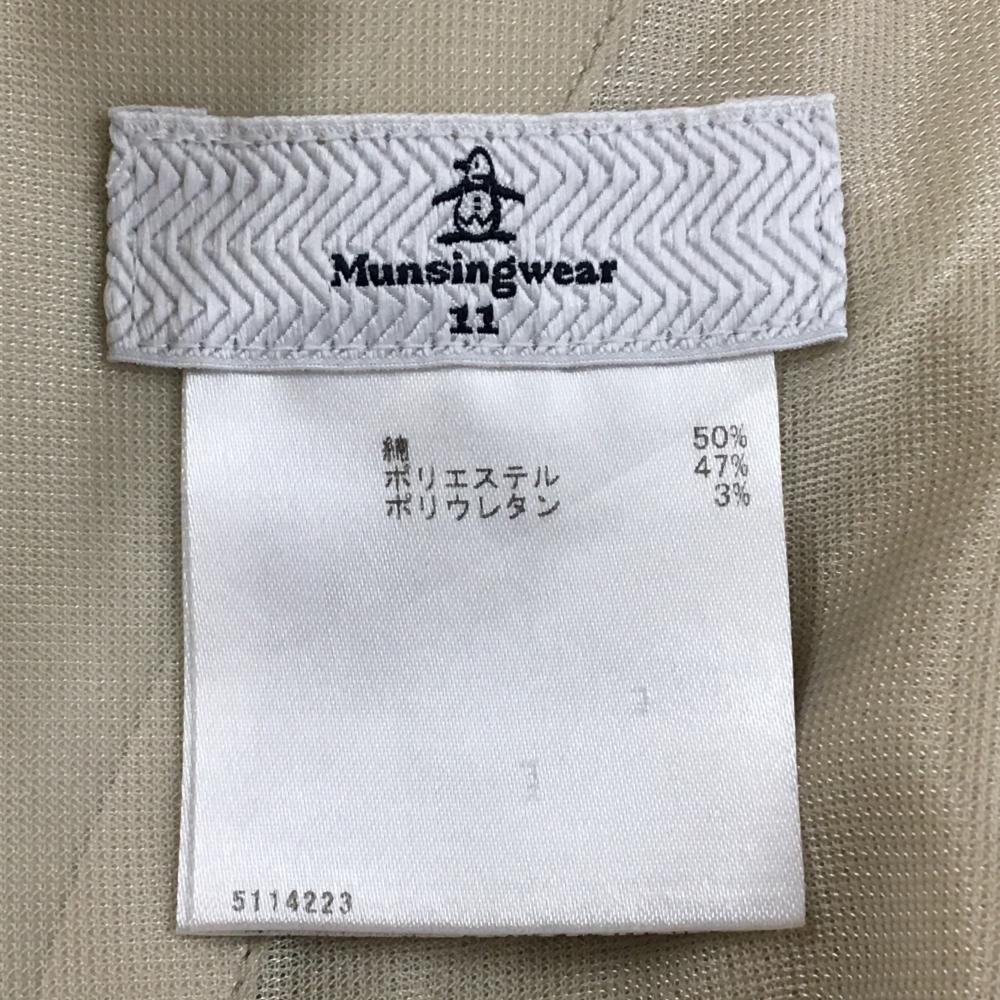 Munsingwear
11
綿 50%
ポリエステル 47%
ポリウレタン 3%
5114223